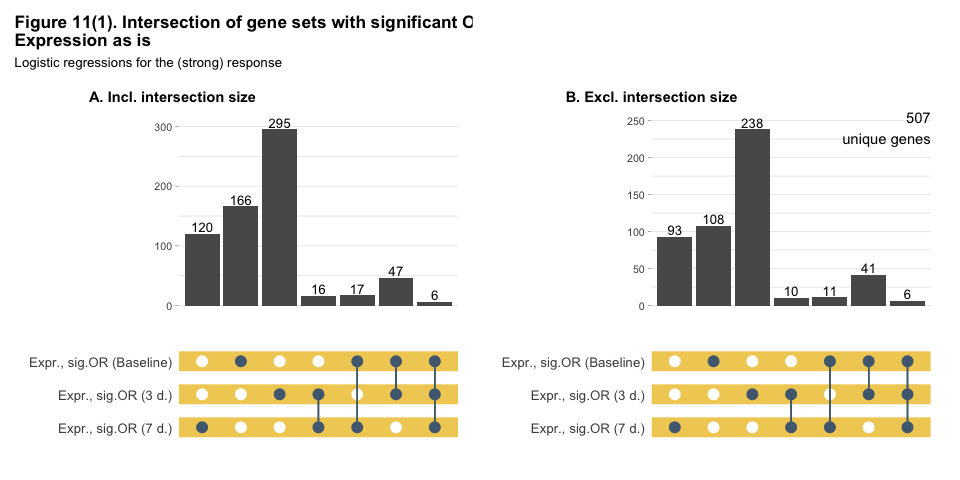 Figure 11(1). Intersection of gene sets with significant
Expression as is
Logistic regressions for the (strong) response
A. Incl. intersection size
300
200
100
0
120
166
295
16
17
47
6
Expr., sig.OR (Baseline)
Expr., sig.OR (3 d.)
Expr., sig.OR (7 d.)
B. Excl. intersection size
507
unique genes
250
200
150
100
50
0
93
108
238
10
11
41
6
Expr., sig.OR (Baseline)
Expr., sig.OR (3 d.)
Expr., sig.OR (7 d.)